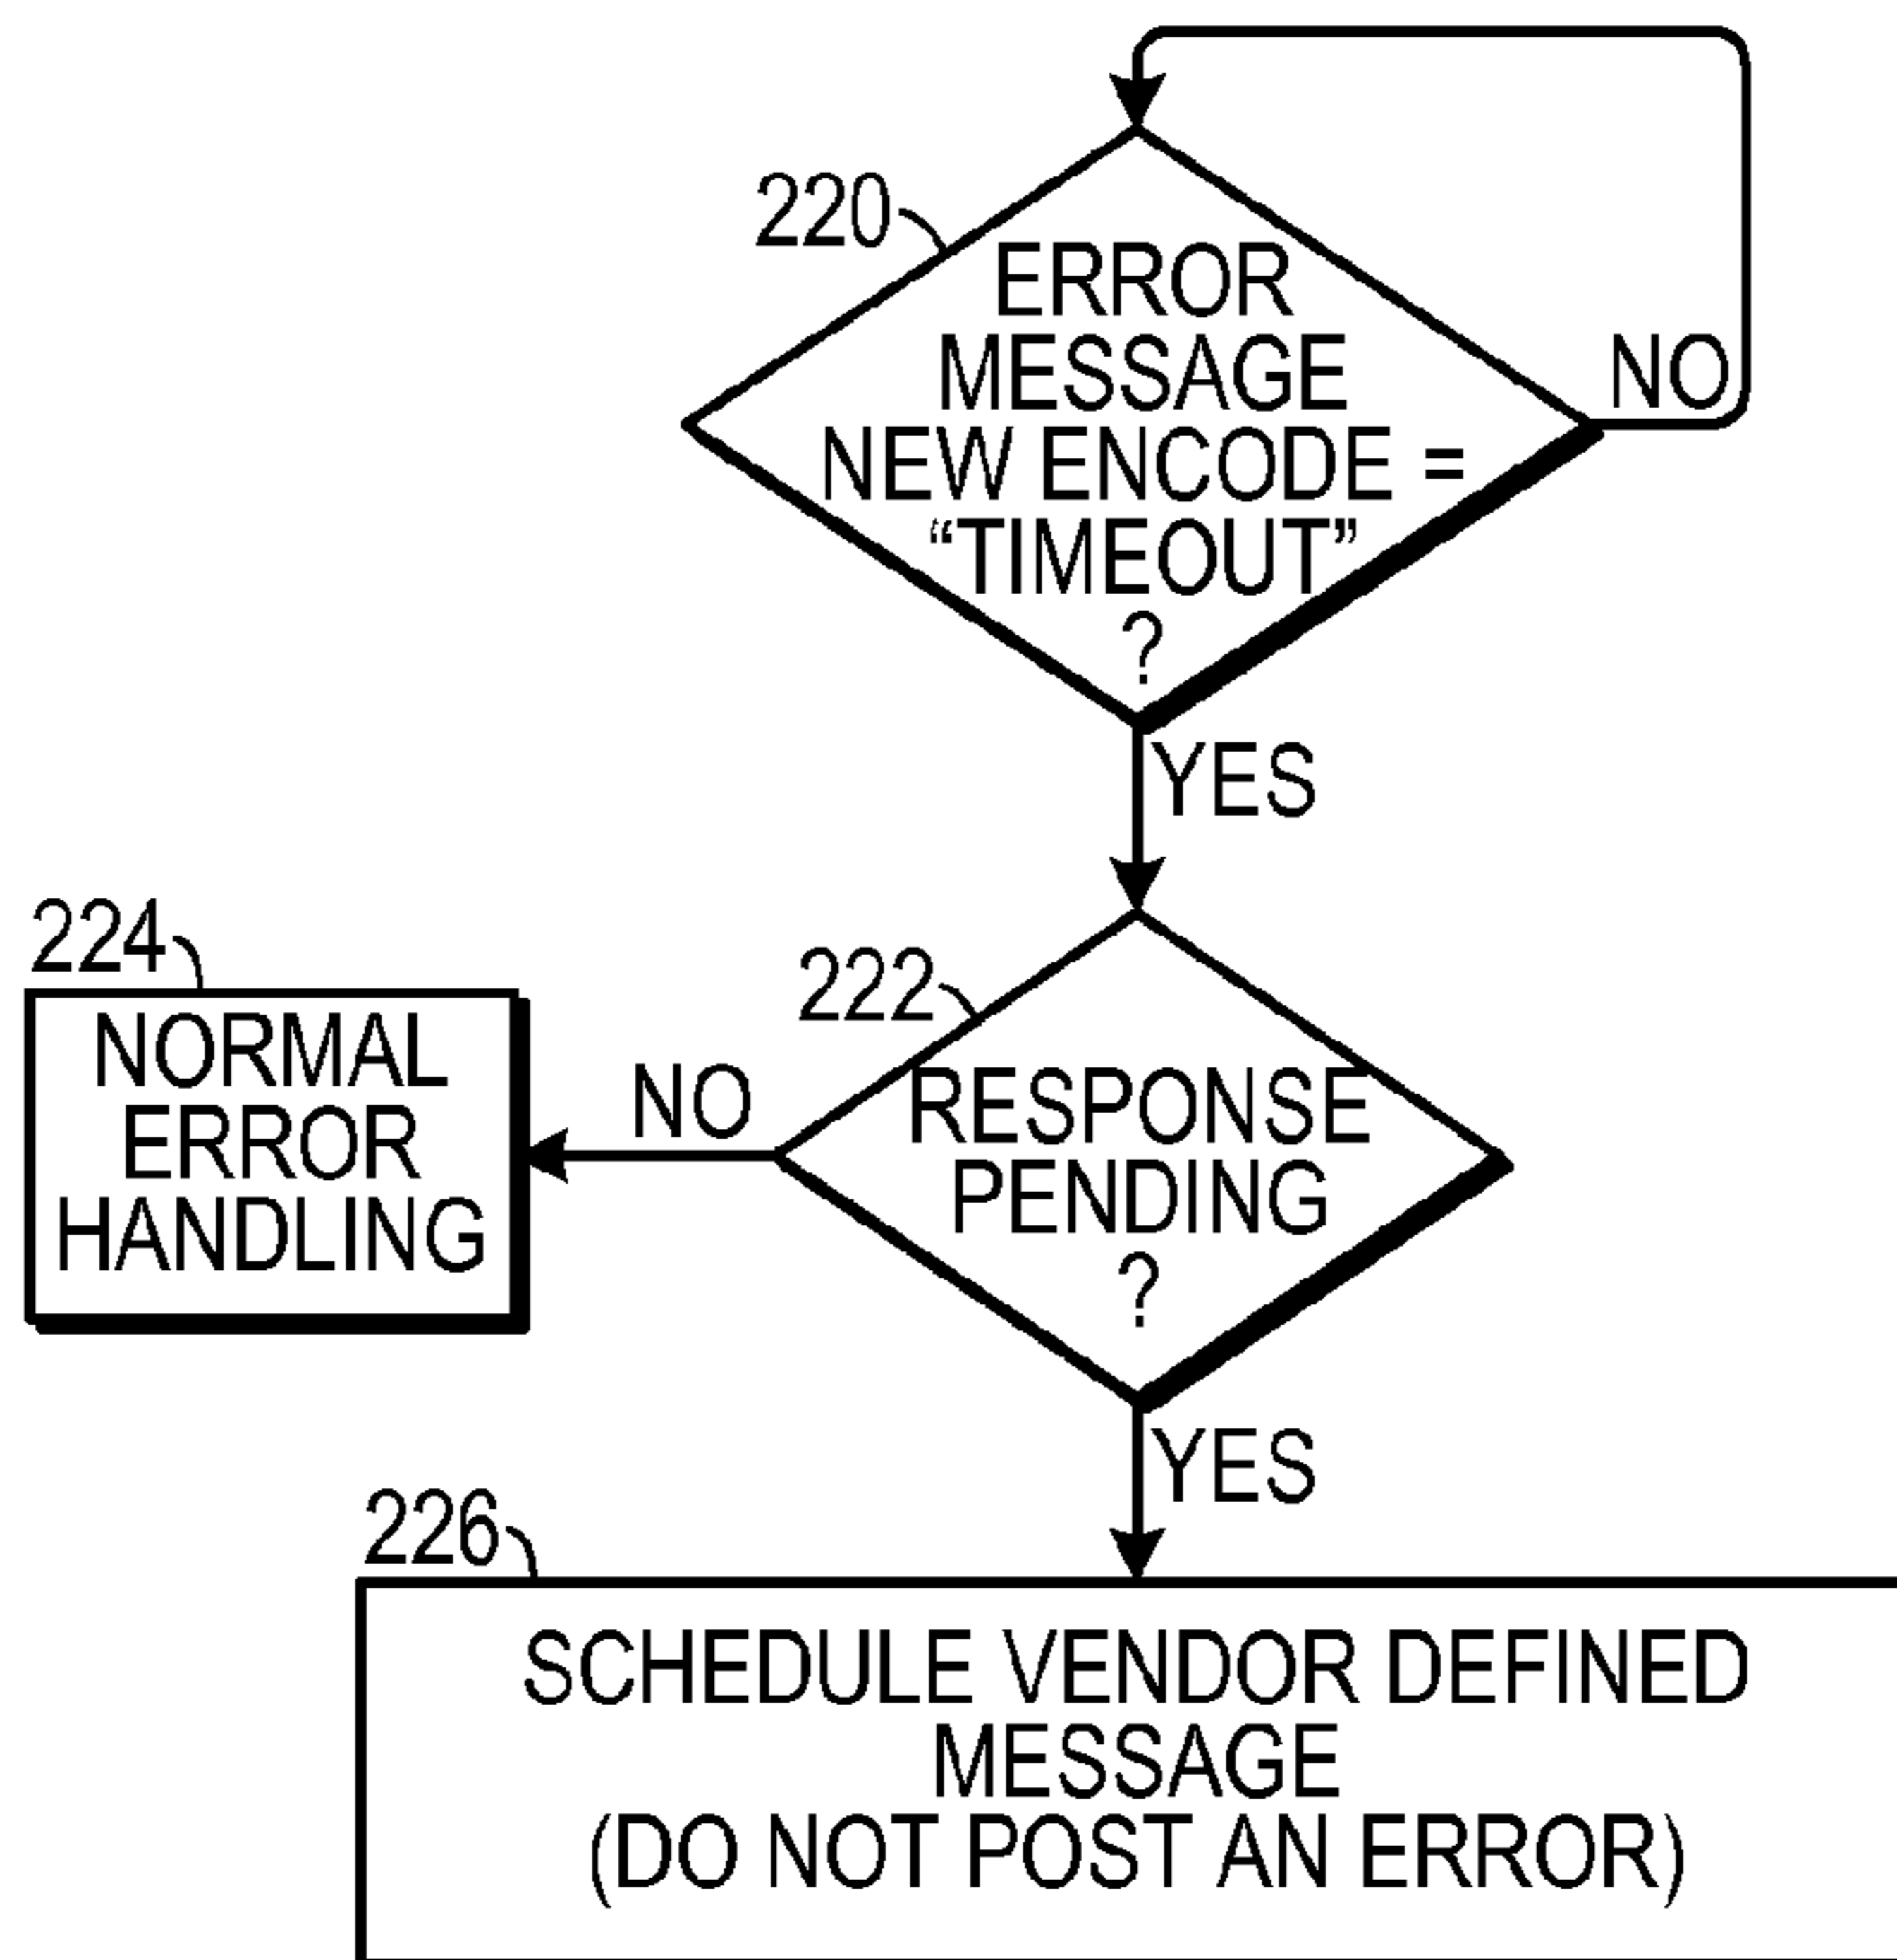 220
ERROR
MESSAGE
NEW ENCODE =
“TIMEOUT”
?
NO
YES
224
NORMAL
ERROR
HANDLING
NO
222
RESPONSE
PENDING
?
YES
226
SCHEDULE VENDOR DEFINED
MESSAGE
(DO NOT POST AN ERROR)